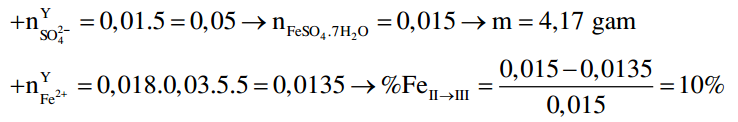 +n^Y_{SO_4^{2-}} = 0,01.5 = 0,05 → n_{FeSO_4.7H_2O} = 0,015 → m = 4,17 gam
+n^Y_{Fe^{2+}} = 0,018.0,03.5.5 = 0,0135 → %Fe_{II→III} = \frac{0,015-0,0135}{0,015} = 10%